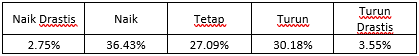 Naik Drastis Naik Tetap Turun Turun Drastis
2.75% 36.43% 27.09% 30.18% 3.55%